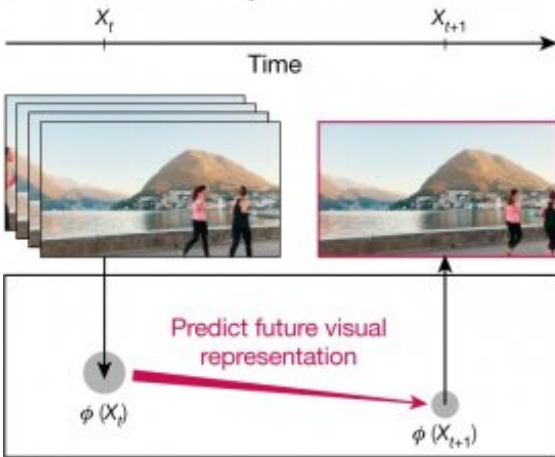 X_t X_{t+1}
Time
Predict future visual
representation
ϕ (X_t)
ϕ (X_{t+1})